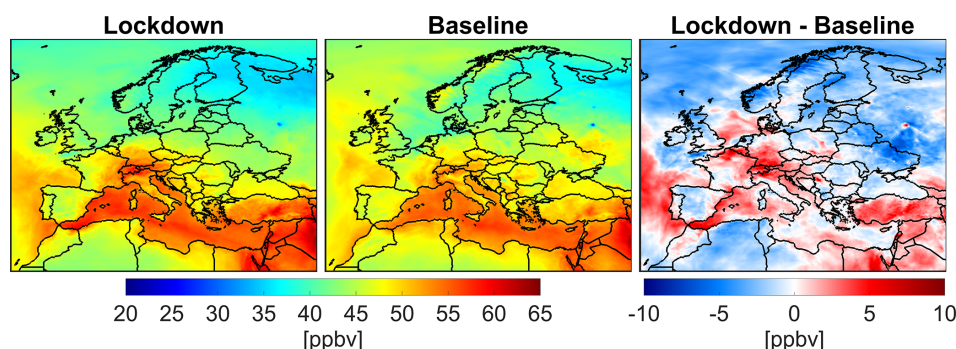 Lockdown Baseline Lockdown - Baseline
20 25 30 35 40 45 50 55 60 65 -10 -5 0 5 10
[ppbv] [ppbv]